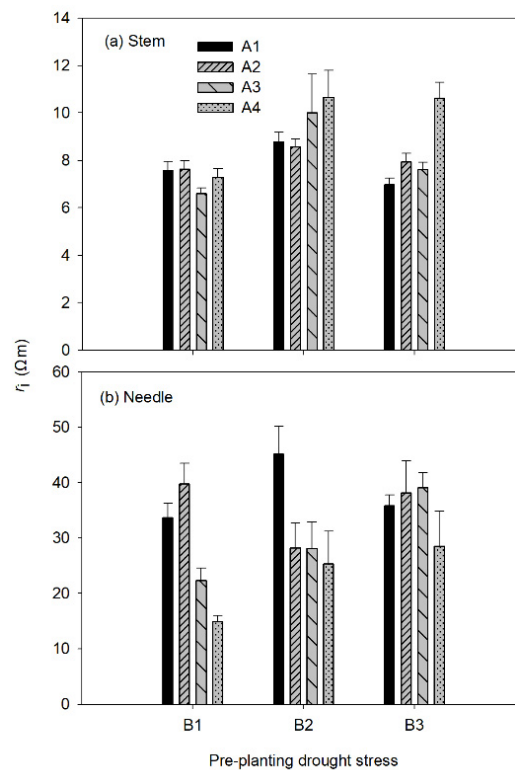 14
(a) Stem
A1
12
A2
A3
10
A4
8
6
4
2
0
rᵢ (Ωm)
60
(b) Needle
50
40
30
20
10
0
B1 B2 B3
Pre-planting drought stress